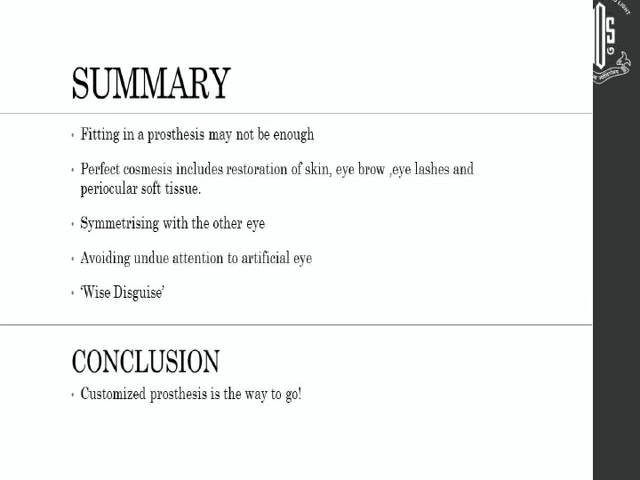 SUMMARY
• Fitting in a prosthesis may not be enough
• Perfect cosmesis includes restoration of skin, eye brow ,eye lashes and
periocular soft tissue.
• Symmetrising with the other eye
• Avoiding undue attention to artificial eye
• 'Wise Disguise'
CONCLUSION
• Customized prosthesis is the way to go!
LIGHT
OS
G